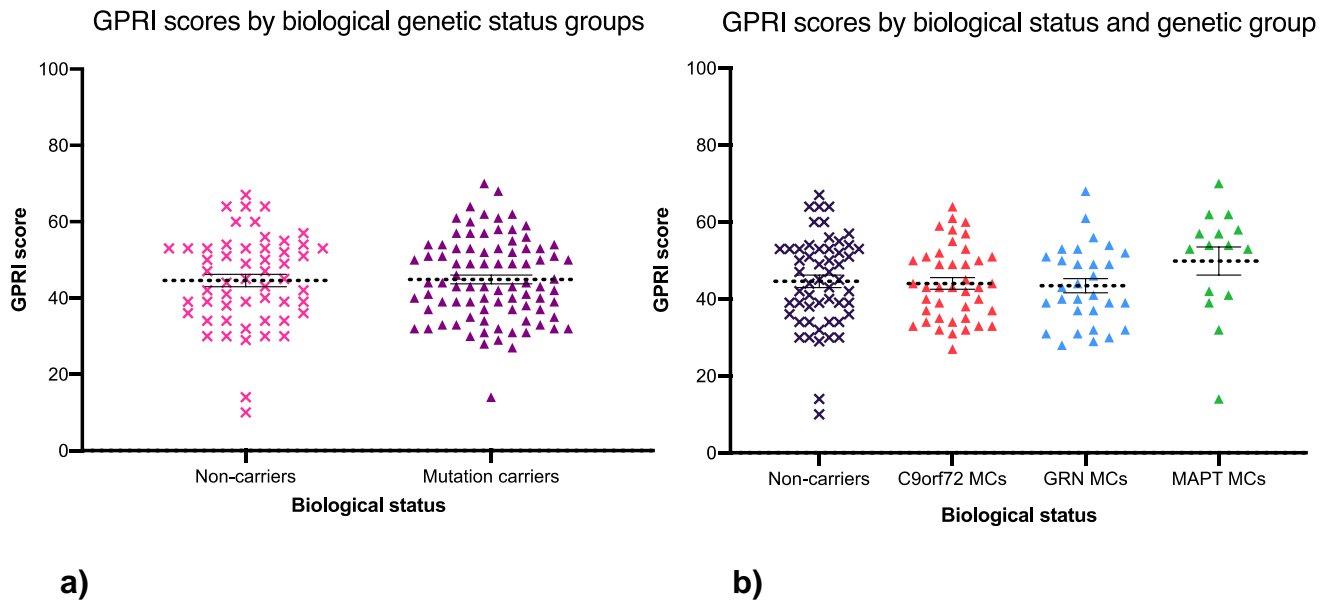 GPRI scores by biological genetic status groups
100
80
60
40
20
0
GPRI score
Non-carriers
Mutation carriers
Biological status
a)
GPRI scores by biological status and genetic group
100
80
60
40
20
0
GPRI score
Non-carriers
C9orf72 MCs
GRN MCs
MAPT MCs
Biological status
b)